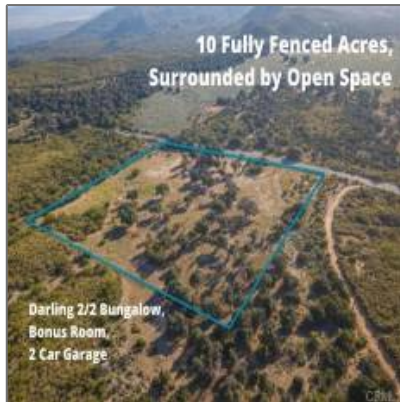 10 Fully Fenced Acres,
Surrounded by Open Space
Darling 2/2 Bungalow,
Bonus Room,
2 Car Garage